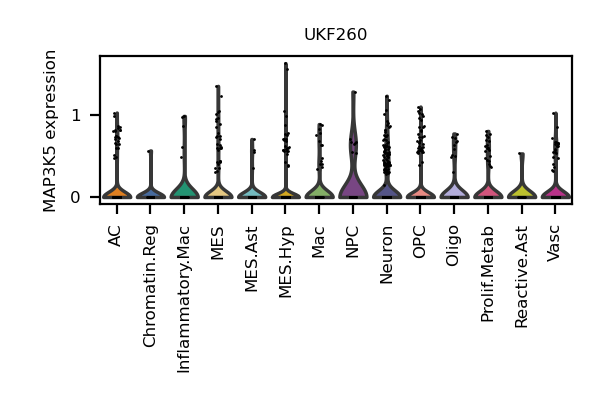 UKF260
MAP3K5 expression
1
0
AC
Chromatin.Reg
Inflammatory.Mac
MES
MES.Ast
MES.Hyp
Mac
NPC
Neuron
OPC
Oligo
Prolif.Metab
Reactive.Ast
Vasc